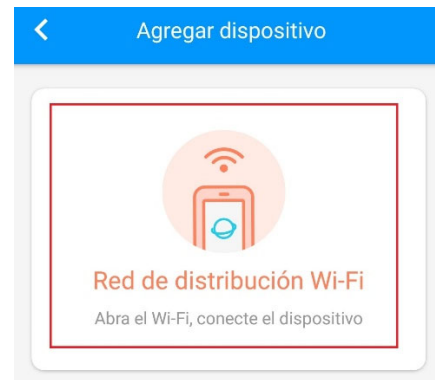 Agregar dispositivo
Red de distribución Wi-Fi
Abra el Wi-Fi, conecte el dispositivo